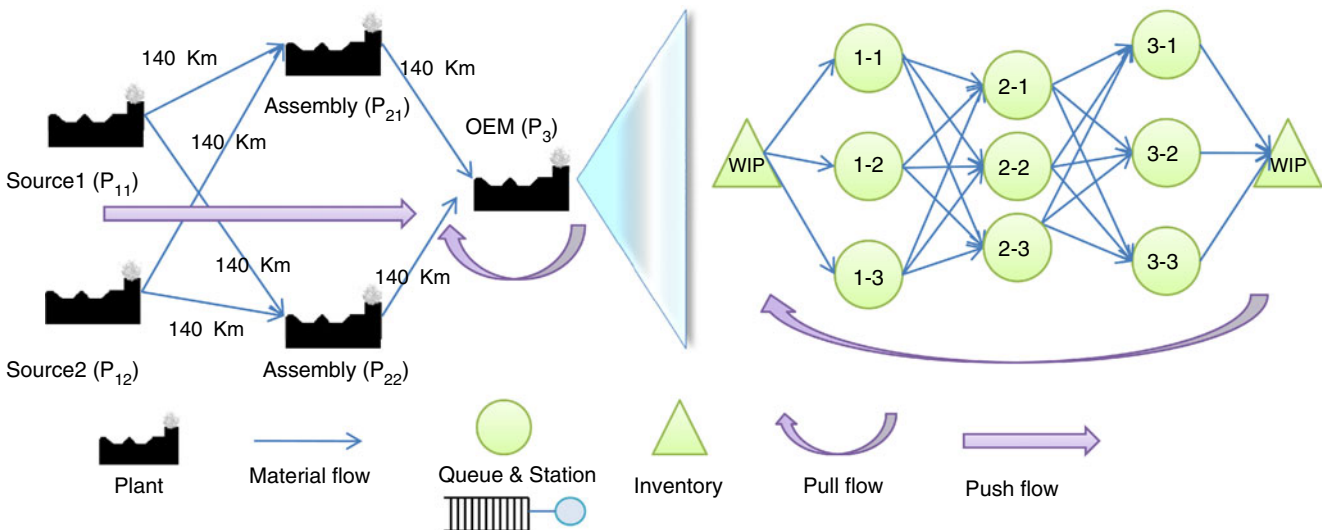 140 Km
Assembly (P21)
140 Km
OEM (P3)
Source1 (P11)
140 Km
140 Km
140 Km
Source2 (P12)
140 Km
Assembly (P22)
1-1
1-2
1-3
2-1
2-2
2-3
3-1
3-2
3-3
WIP
WIP
Plant
Material flow
Queue & Station
Inventory
Pull flow
Push flow